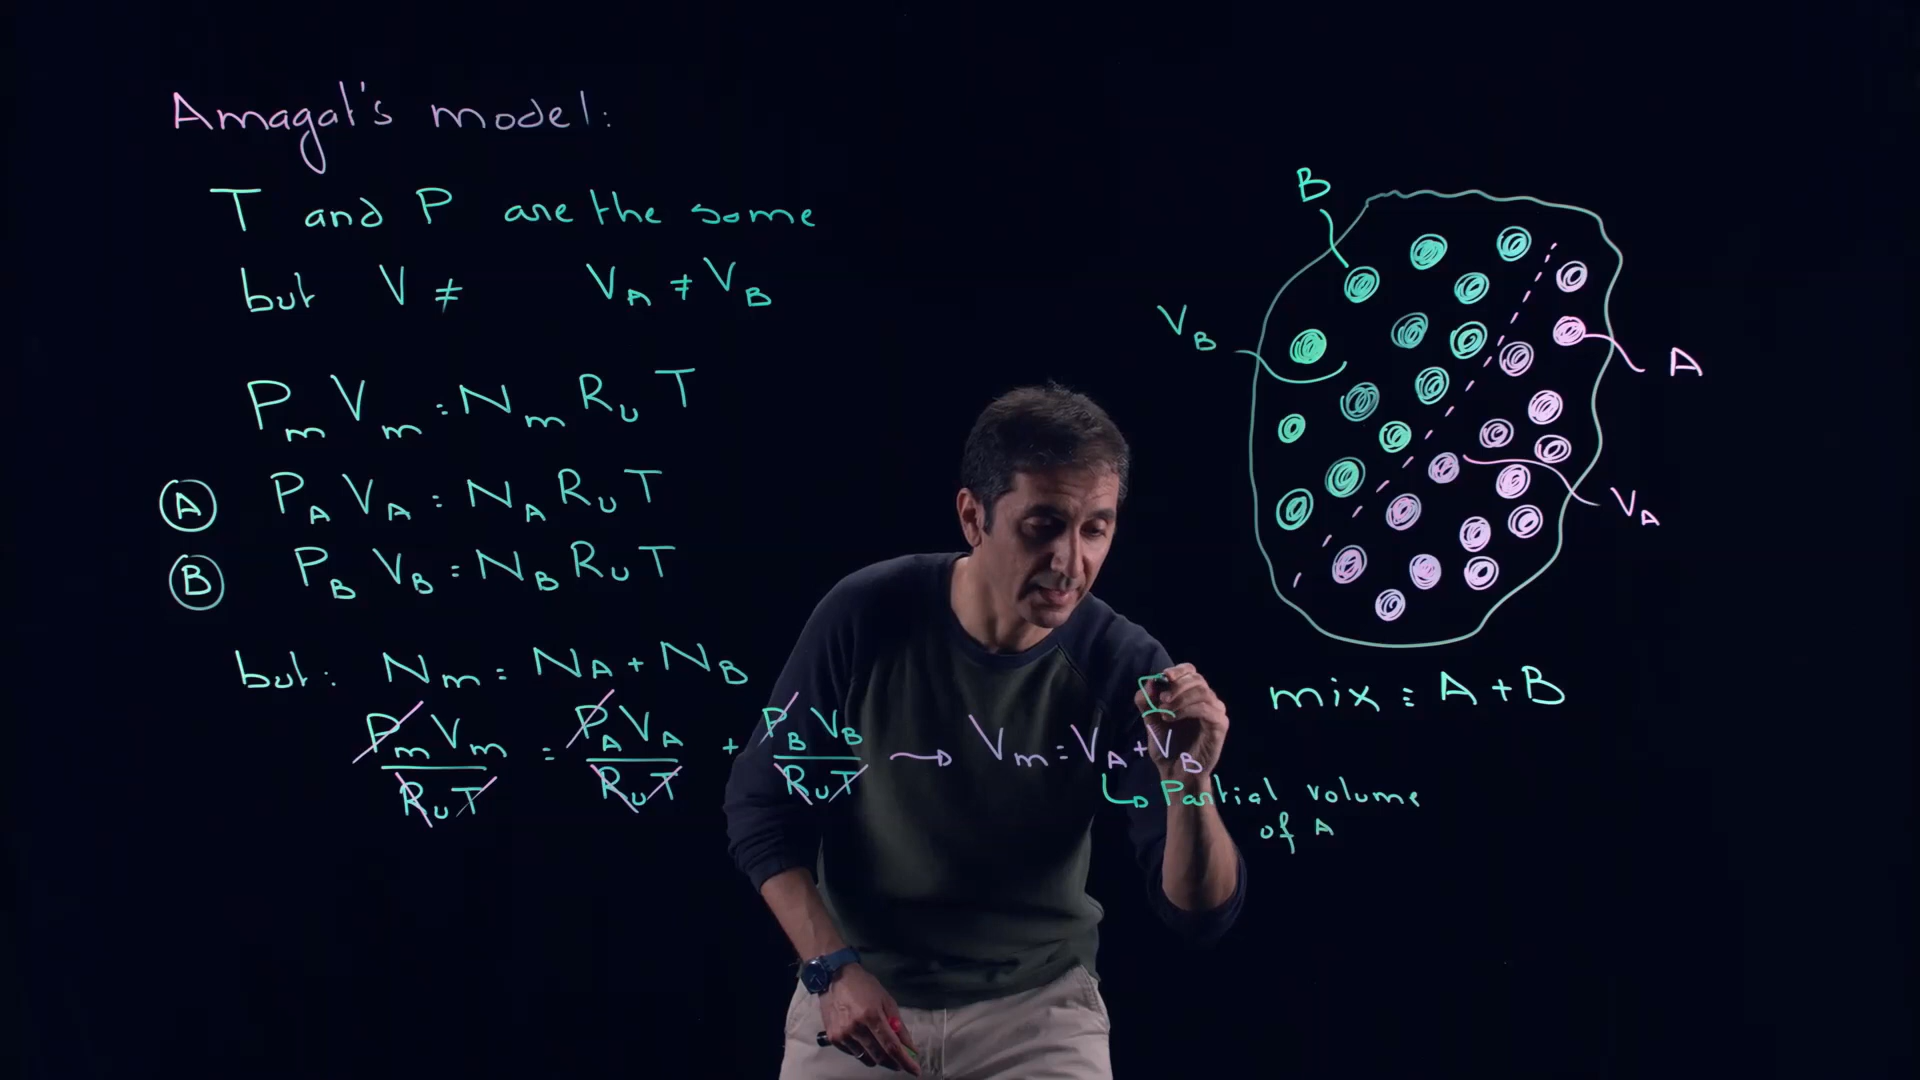 Amagat's model:
T and P are the same
but V ≠ V_A ≠ V_B
P_m V_m = N_m R_u T
A P_A V_A = N_A R_u T
B P_B V_B = N_B R_u T
but: N_m = N_A + N_B
P_m V_m / R_u T = P_A V_A / R_u T + P_B V_B / R_u T → V_m = V_A + V_B
↳ Partial volume
of A
B
V_B
A
V_A
mix = A + B